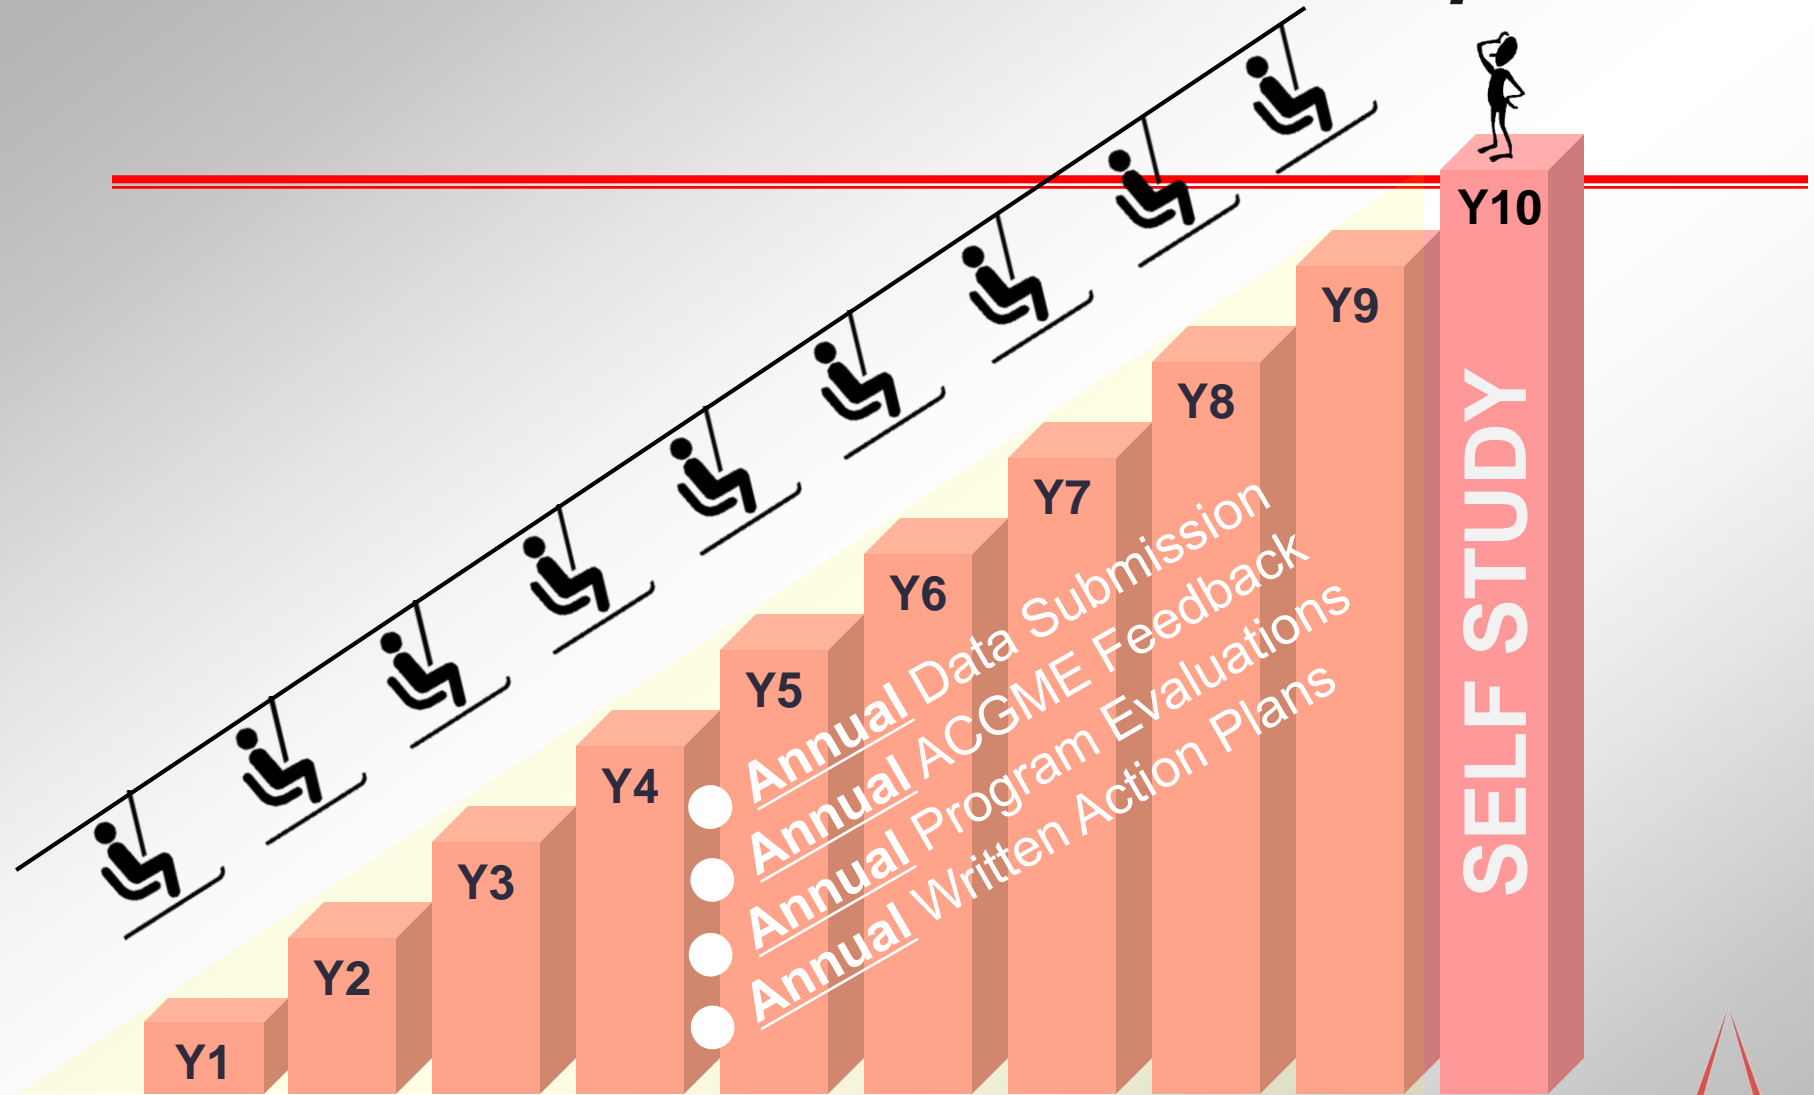 Y10
Y9
Y8
Y7
Y6
Y5
Y4
Y3
Y2
Y1
Annual Data Submission
Annual ACGME Feedback
Annual Program Evaluations
Annual Written Action Plans
SELF STUDY